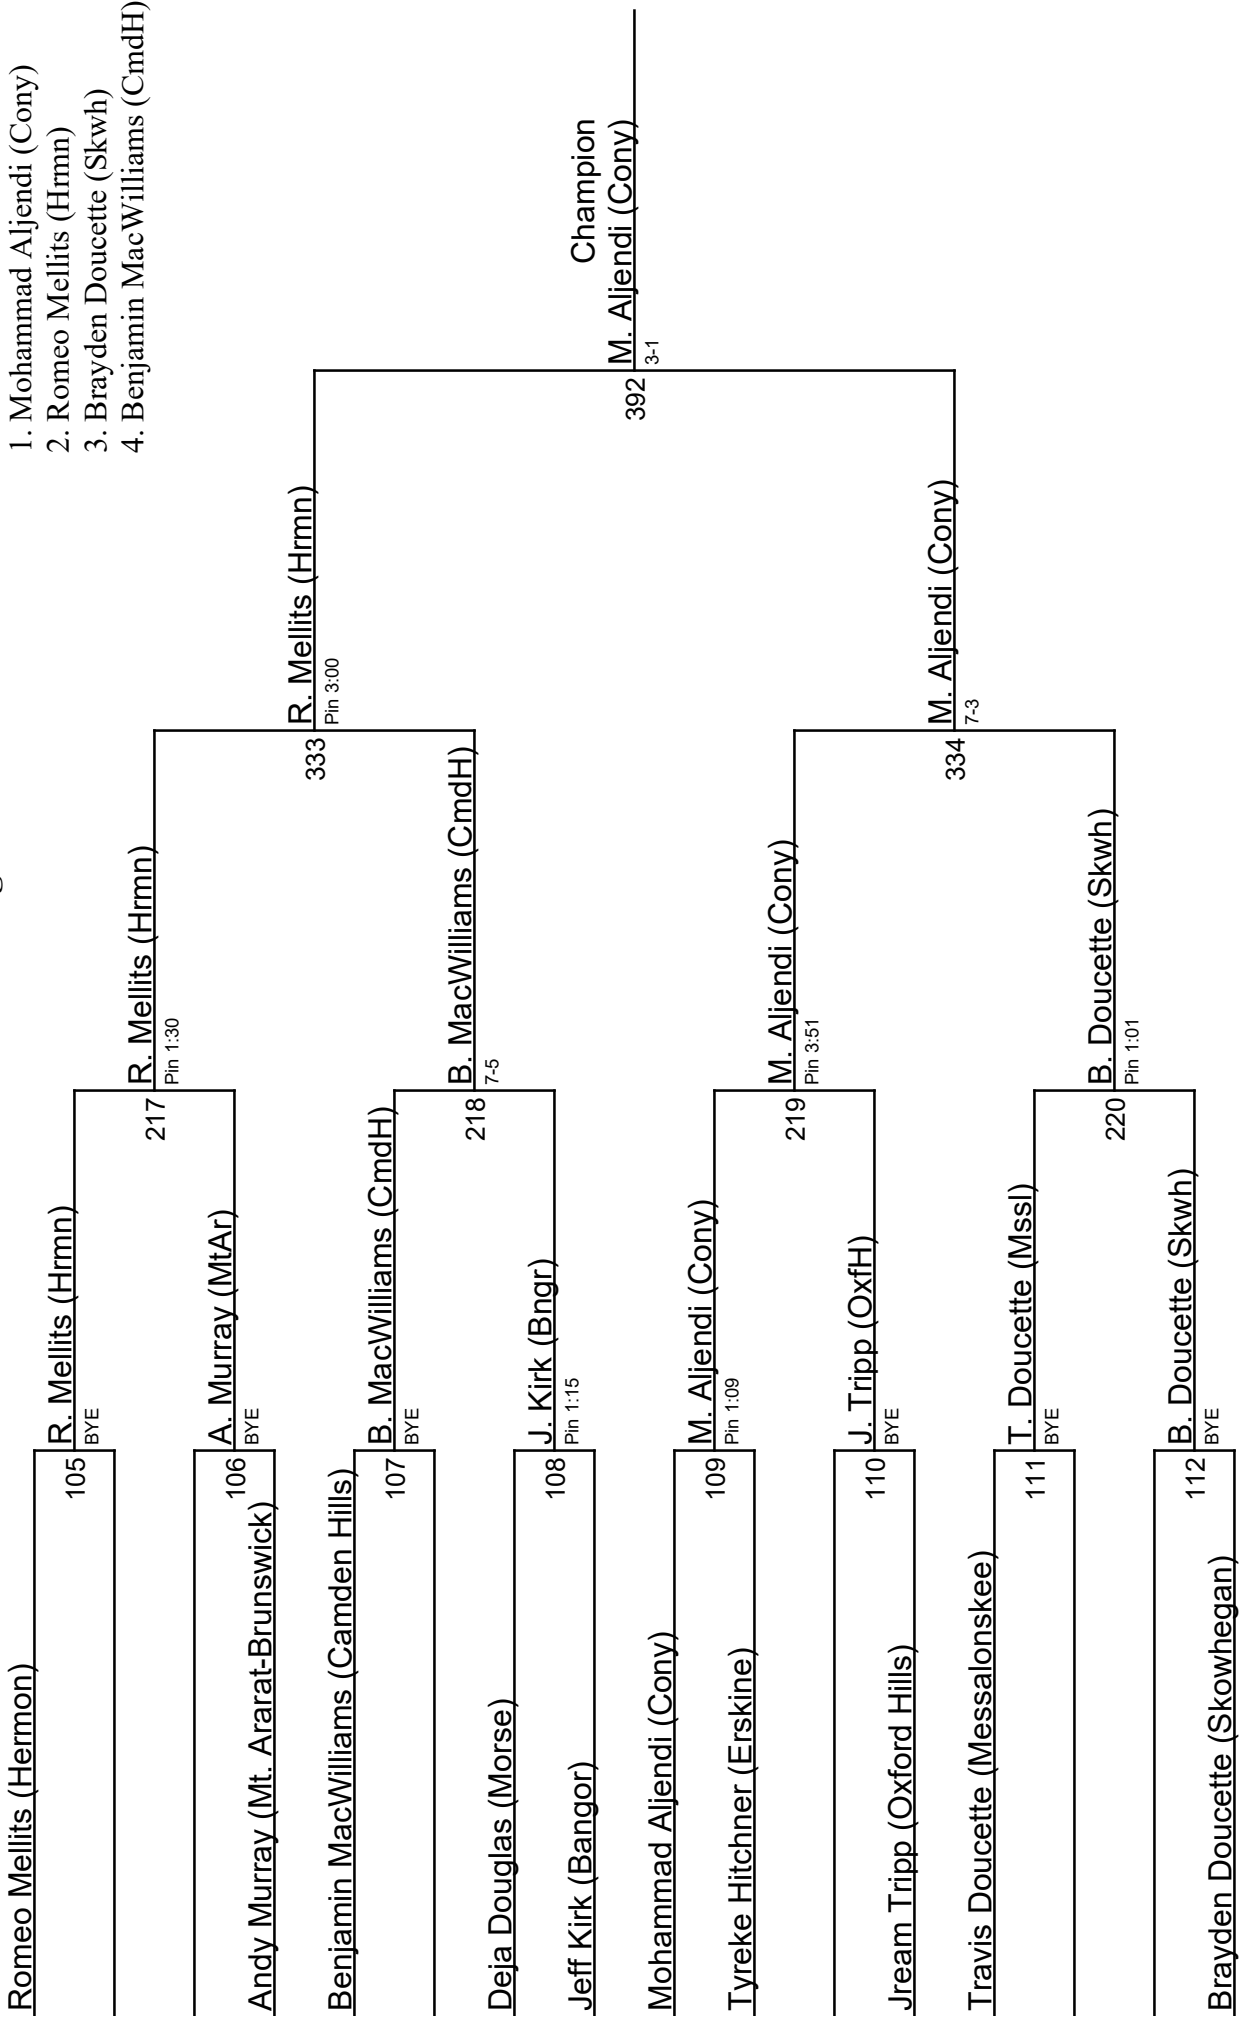 1. Mohammad Aljendi (Cony)
2. Romeo Mellits (Hrmn)
3. Brayden Doucette (Skwh)
4. Benjamin MacWilliams (CmdH)
Romeo Mellits (Hermon)
105
R. Mellits (Hrmn)
BYE
106
Andy Murray (Mt. Ararat-Brunswick)
A. Murray (MtAr)
BYE
217
R. Mellits (Hrmn)
Pin 1:30
Benjamin MacWilliams (Camden Hills)
107
B. MacWilliams (CmdH)
BYE
Deja Douglas (Morse)
108
Jeff Kirk (Bangor)
J. Kirk (Bngr)
Pin 1:15
218
B. MacWilliams (CmdH)
7-5
333
R. Mellits (Hrmn)
Pin 3:00
Mohammad Aljendi (Cony)
109
Tyreke Hitchner (Erskine)
M. Aljendi (Cony)
Pin 1:09
110
Jream Tripp (Oxford Hills)
J. Tripp (OxfH)
BYE
219
M. Aljendi (Cony)
Pin 3:51
Travis Doucette (Messalonskee)
111
T. Doucette (Mssl)
BYE
112
Brayden Doucette (Skowhegan)
B. Doucette (Skwh)
BYE
220
B. Doucette (Skwh)
Pin 1:01
334
M. Aljendi (Cony)
7-3
392
Champion
M. Aljendi (Cony)
3-1